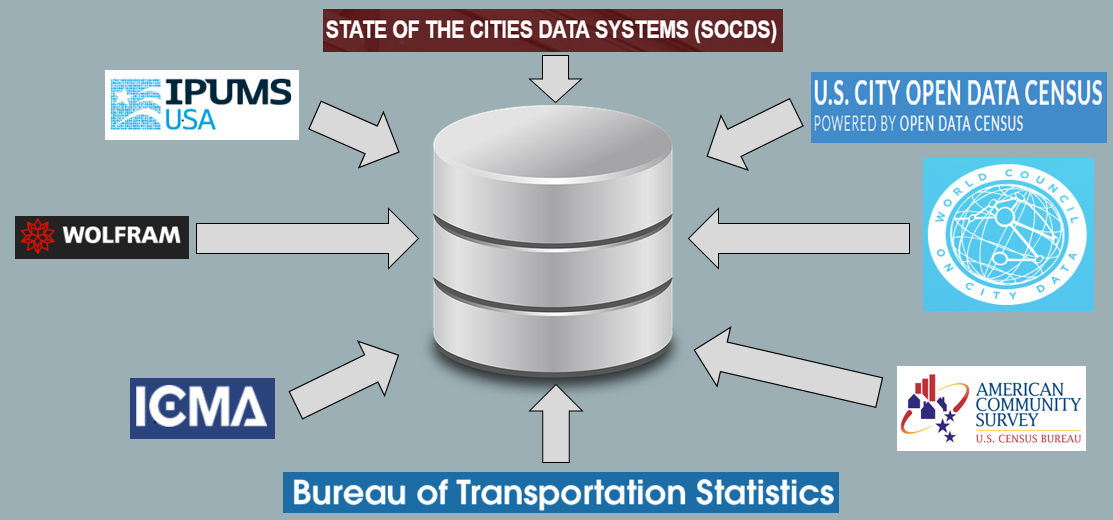 STATE OF THE CITIES DATA SYSTEMS (SOCDS)
IPUMS
USA
U.S. CITY OPEN DATA CENSUS
POWERED BY OPEN DATA CENSUS
WOLFRAM
WORLD COUNCIL
ON CITY DATA
ICMA
AMERICAN
COMMUNITY
SURVEY
U.S. CENSUS BUREAU
Bureau of Transportation Statistics